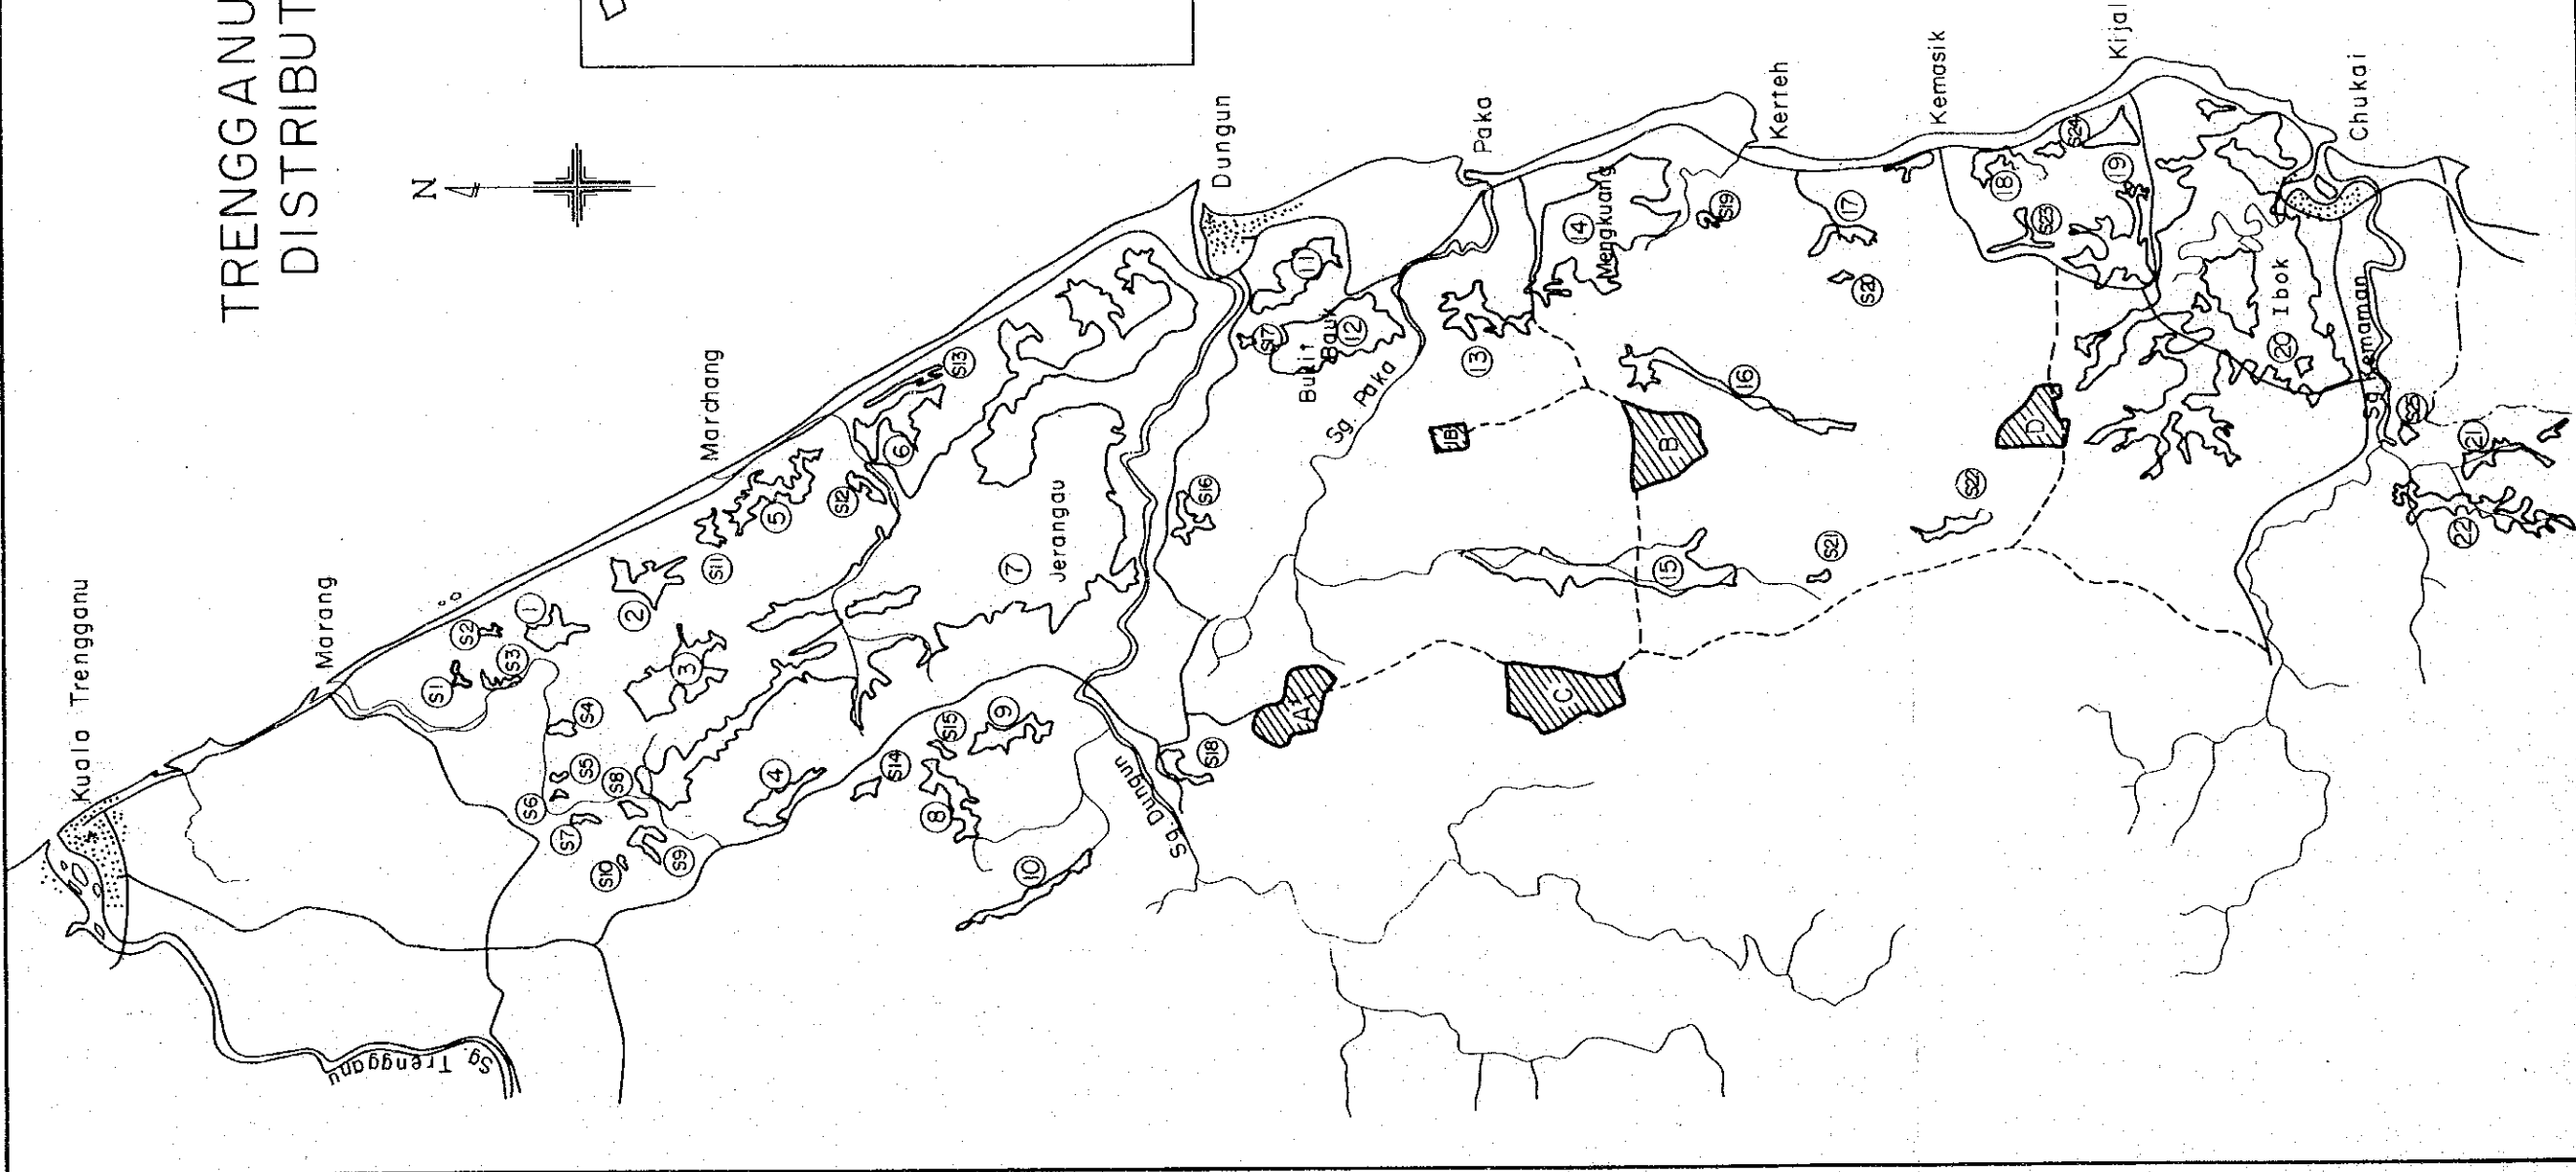 TRENGGANU
DISTRIBUT
N
Kuala Trengganu
Marang
Marchang
Dungun
Paka
Kerteh
Kemasik
Kijal
Chukai
Sg. Trengganu
Sg. Dungun
Sg. Paka
Sg. Kemaman
Jerangau
Bukit
Bauk
Mengkuang
Ibok
1
2
3
4
5
6
7
8
9
10
11
12
13
14
15
16
17
18
19
20
21
22
S1
S2
S3
S4
S5
S6
S7
S8
S9
S10
S11
S12
S13
S14
S15
S16
S17
S18
S19
S20
S21
S22
S23
S24
S25
A
B
C
D
JB